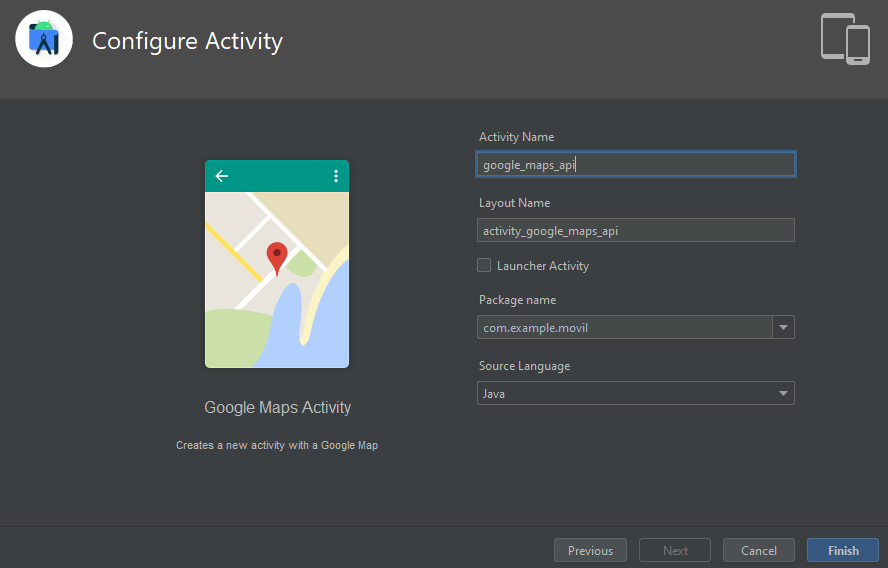 Configure Activity
Activity Name
google_maps_api
Layout Name
activity_google_maps_api
Launcher Activity
Package name
com.example.movil
Source Language
Java
Google Maps Activity
Creates a new activity with a Google Map
Previous
Next
Cancel
Finish